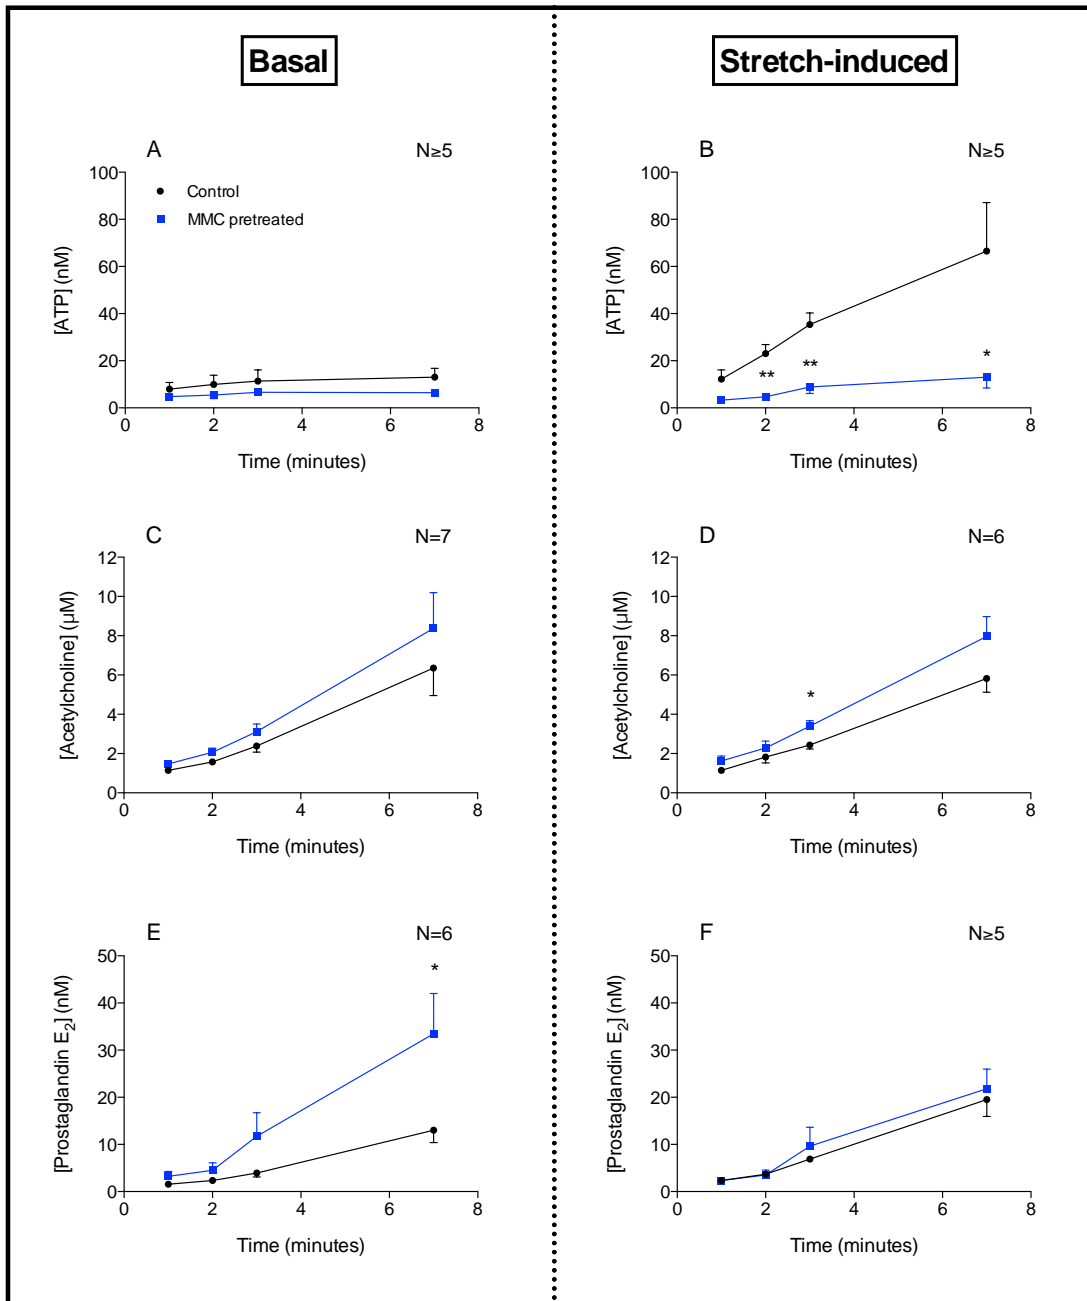 Basal
Stretch-induced
A N≥5
100
80
60
40
20
0
[ATP] (nM)
Control
MMC pretreated
0 2 4 6 8
Time (minutes)
B N≥5
100
80
60
40
20
0
[ATP] (nM)
** ** *
0 2 4 6 8
Time (minutes)
C N=7
12
10
8
6
4
2
0
[Acetylcholine] (µM)
0 2 4 6 8
Time (minutes)
D N=6
12
10
8
6
4
2
0
[Acetylcholine] (µM)
*
0 2 4 6 8
Time (minutes)
E N=6
50
40
30
20
10
0
[Prostaglandin E₂] (nM)
*
0 2 4 6 8
Time (minutes)
F N≥5
50
40
30
20
10
0
[Prostaglandin E₂] (nM)
0 2 4 6 8
Time (minutes)